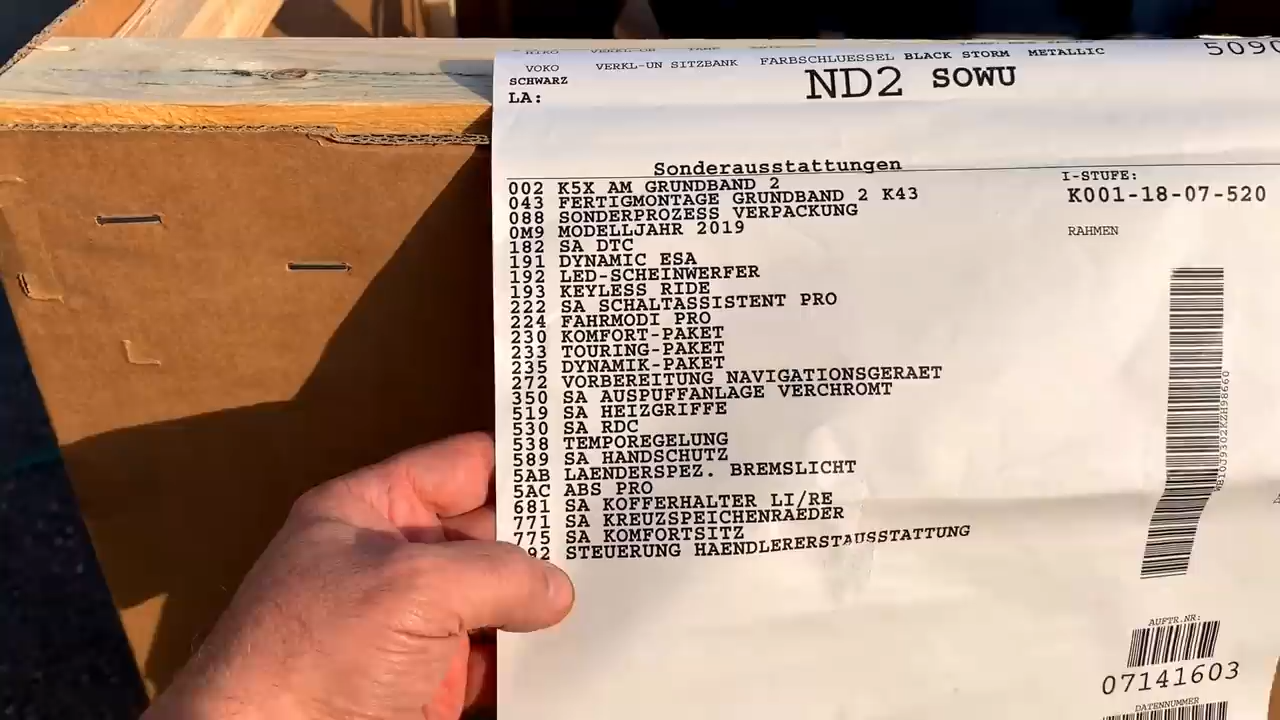 VOKO VERKL-UN SITZBANK FARBSCHLUESSEL BLACK STORM METALLIC
SCHWARZ
LA:
ND2 SOWU
5090
Sonderausstattungen
002 K5X AM GRUNDBAND 2
043 FERTIGMONTAGE GRUNDBAND 2 K43
088 SONDERPROZESS VERPACKUNG
0M9 MODELLJAHR 2019
182 SA DTC
191 DYNAMIC ESA
192 LED-SCHEINWERFER
193 KEYLESS RIDE
222 SA SCHALTASSISTENT PRO
224 FAHRMODI PRO
230 KOMFORT-PAKET
233 TOURING-PAKET
235 DYNAMIK-PAKET
272 VORBEREITUNG NAVIGATIONSGERAET
350 SA AUSPUFFANLAGE VERCHROMT
519 SA HEIZGRIFFE
530 SA RDC
538 TEMPOREGELUNG
589 SA HANDSCHUTZ
5AB LAENDERSPEZ. BREMSLICHT
5AC ABS PRO
681 SA KOFFERHALTER LI/RE
771 SA KREUZSPEICHENRAEDER
775 SA KOMFORTSITZ
92 STEUERUNG HAENDLERERSTAUSSTATTUNG
I-STUFE:
K001-18-07-520
RAHMEN
WB10J9302KZH98660
AUFTR.NR:
07141603
DATENNUMMER